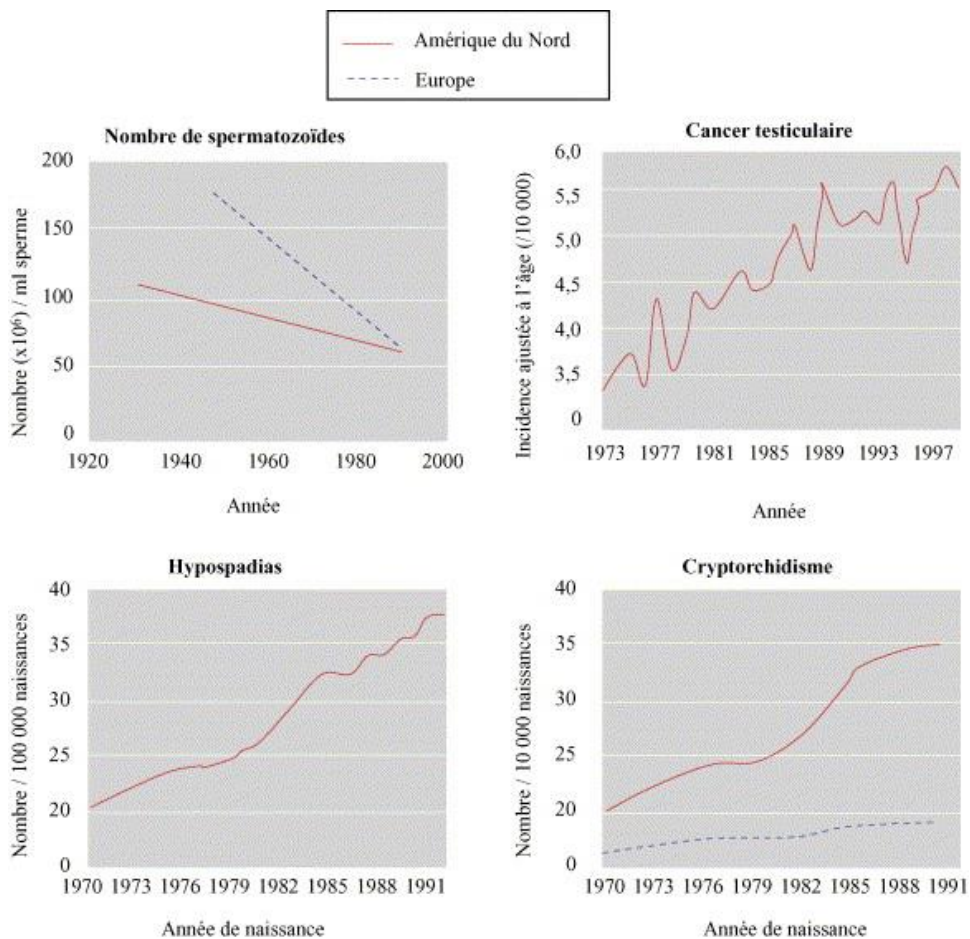 Amérique du Nord
Europe
Nombre de spermatozoïdes
Nombre (x10⁶) / ml sperme
200
150
100
50
0
1920 1940 1960 1980 2000
Année
Cancer testiculaire
Incidence ajustée à l'âge (/10 000)
6,0
5,5
5,0
4,5
4,0
3,5
0
1973 1977 1981 1985 1989 1993 1997
Année
Hypospadias
Nombre / 100 000 naissances
40
35
30
25
20
0
1970 1973 1976 1979 1982 1985 1988 1991
Année de naissance
Cryptorchidisme
Nombre / 10 000 naissances
40
35
30
25
20
0
1970 1973 1976 1979 1982 1985 1988 1991
Année de naissance